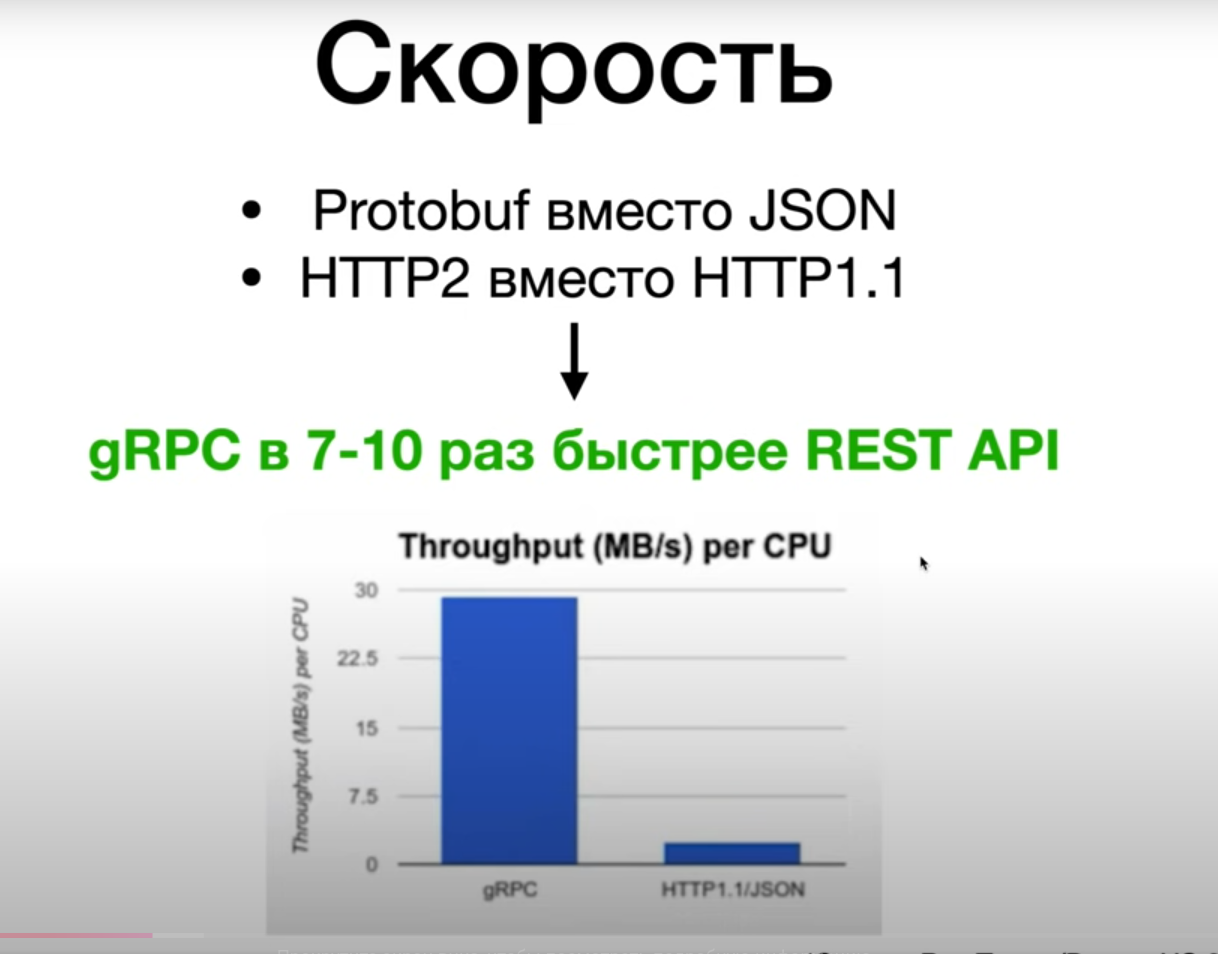 Скорость
• Protobuf вместо JSON
• HTTP2 вместо HTTP1.1
gRPC в 7-10 раз быстрее REST API
Throughput (MB/s) per CPU
Throughput (MB/s) per CPU
30
22.5
15
7.5
0
gRPC
HTTP1.1/JSON